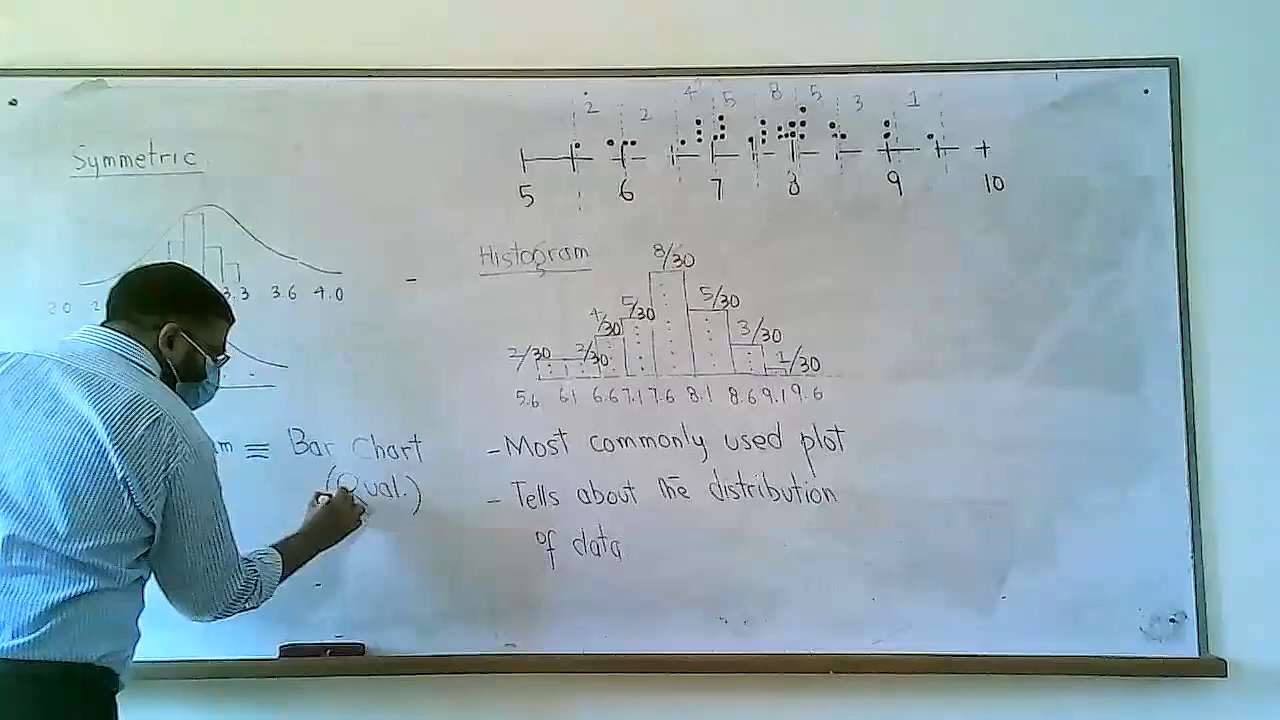 Symmetric
2.0 3.3 3.6 4.0
m ≡ Bar Chart
(Qual.)
2 2 4 5 8 5 3 1
5 6 7 8 9 10
Histogram
2/30 2/30 4/30 5/30 8/30 5/30 3/30 1/30
5.6 6.1 6.6 7.1 7.6 8.1 8.6 9.1 9.6
- Most commonly used plot
- Tells about the distribution
of data